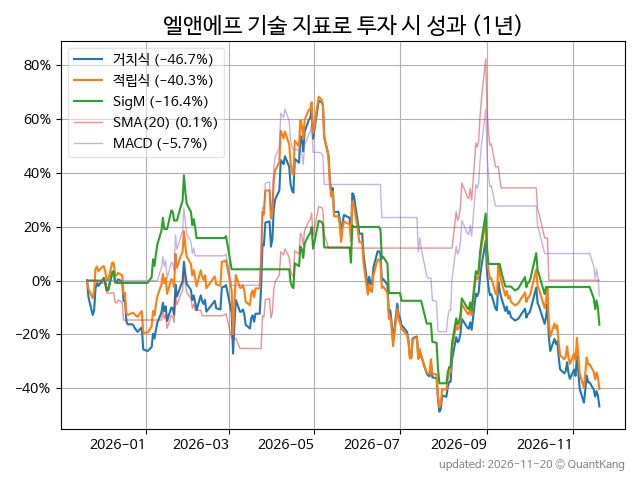 엘앤에프 기술 지표로 투자 시 성과 (1년)
거치식 (−46.7%)
적립식 (−40.3%)
SigM (−16.4%)
SMA(20) (0.1%)
MACD (−5.7%)
80%
60%
40%
20%
0%
−20%
−40%
2026-01
2026-03
2026-05
2026-07
2026-09
2026-11
updated: 2026-11-20 © QuantKang